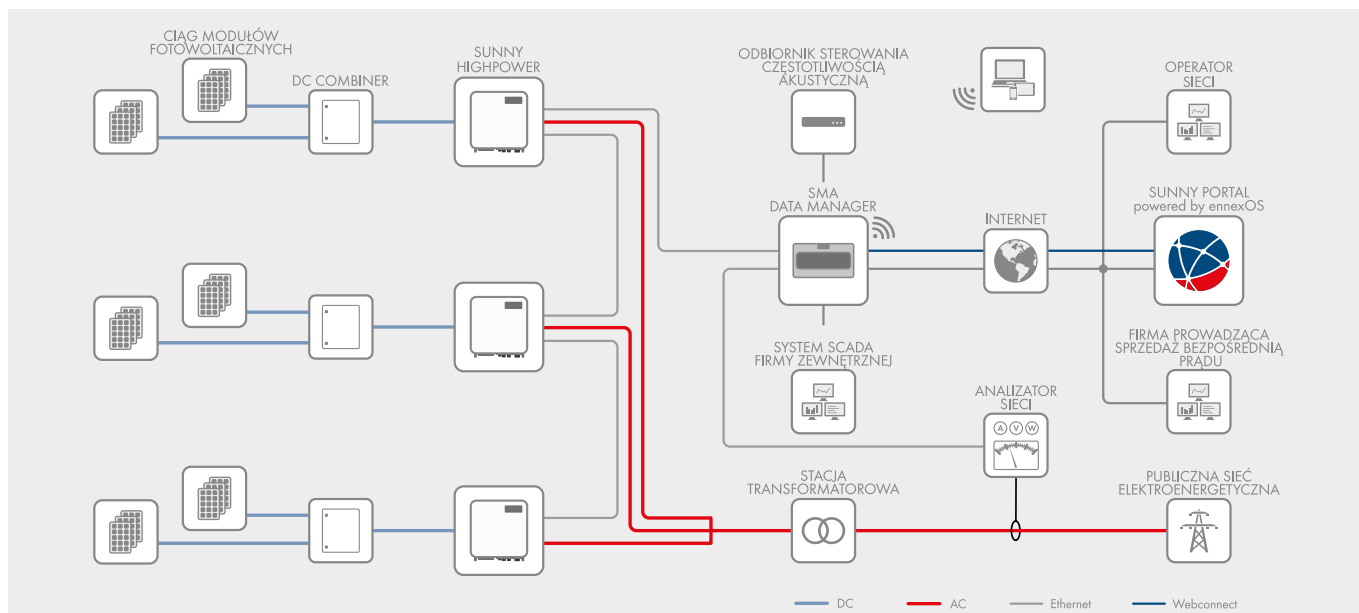 CIĄG MODUŁÓW
FOTOWOLTAICZNYCH
DC COMBINER
SUNNY
HIGHPOWER
ODBIORNIK STEROWANIA
CZĘSTOTLIWOŚCIĄ
AKUSTYCZNĄ
OPERATOR
SIECI
SMA
DATA MANAGER
INTERNET
SUNNY PORTAL
powered by ennexOS
SYSTEM SCADA
FIRMY ZEWNĘTRZNEJ
FIRMA PROWADZĄCA
SPRZEDAŻ BEZPOŚREDNIĄ
PRĄDU
ANALIZATOR
SIECI
A V W
STACJA
TRANSFORMATOROWA
PUBLICZNA SIEĆ
ELEKTROENERGETYCZNA
DC
AC
Ethernet
Webconnect